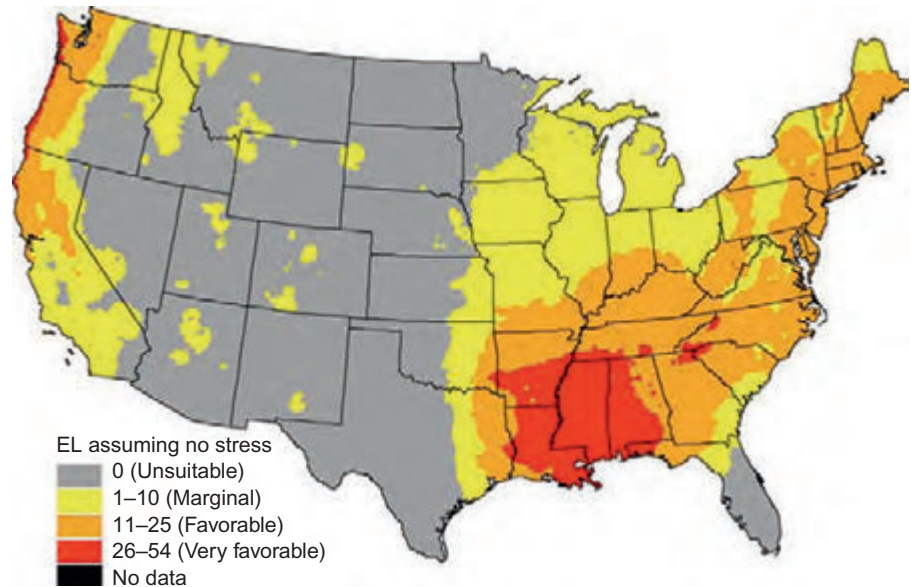 EL assuming no stress
0 (Unsuitable)
1–10 (Marginal)
11–25 (Favorable)
26–54 (Very favorable)
No data